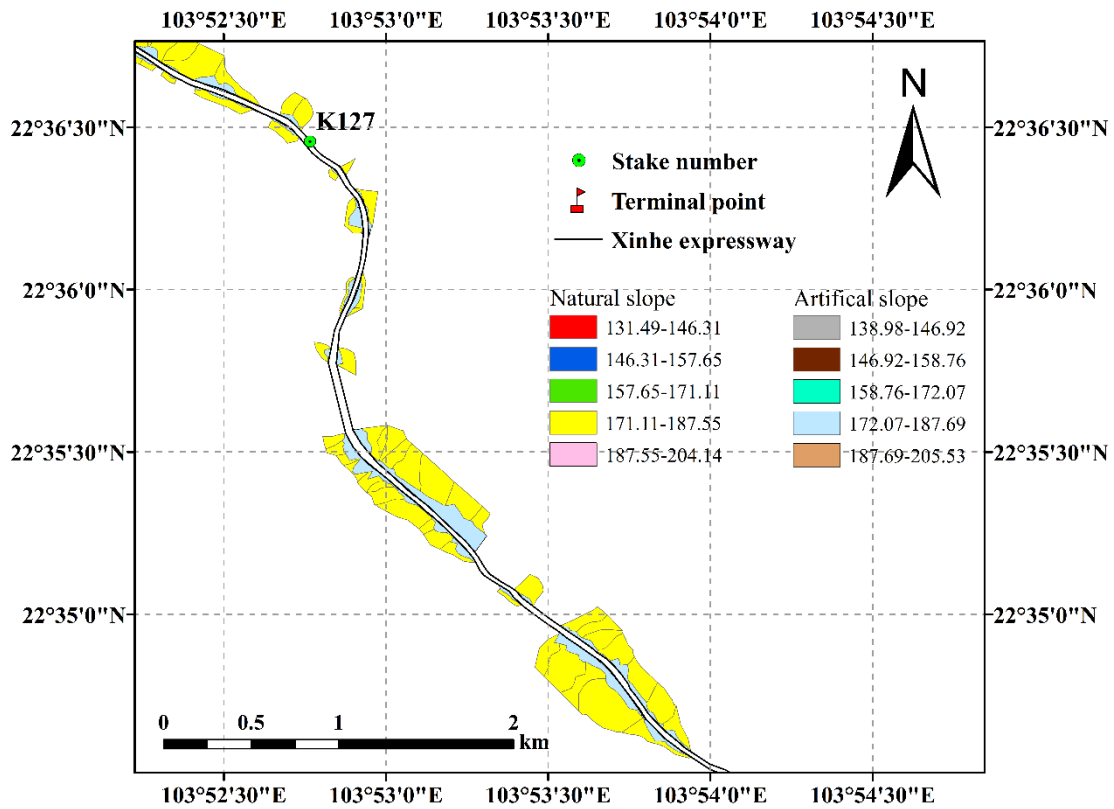 103°52'30"E 103°53'0"E 103°53'30"E 103°54'0"E 103°54'30"E
N
22°36'30"N K127 22°36'30"N
Stake number
Terminal point
Xinhe expressway
22°36'0"N 22°36'0"N
Natural slope Artifical slope
131.49-146.31 138.98-146.92
146.31-157.65 146.92-158.76
157.65-171.11 158.76-172.07
171.11-187.55 172.07-187.69
187.55-204.14 187.69-205.53
22°35'30"N 22°35'30"N
22°35'0"N 22°35'0"N
0 0.5 1 2
km
103°52'30"E 103°53'0"E 103°53'30"E 103°54'0"E 103°54'30"E